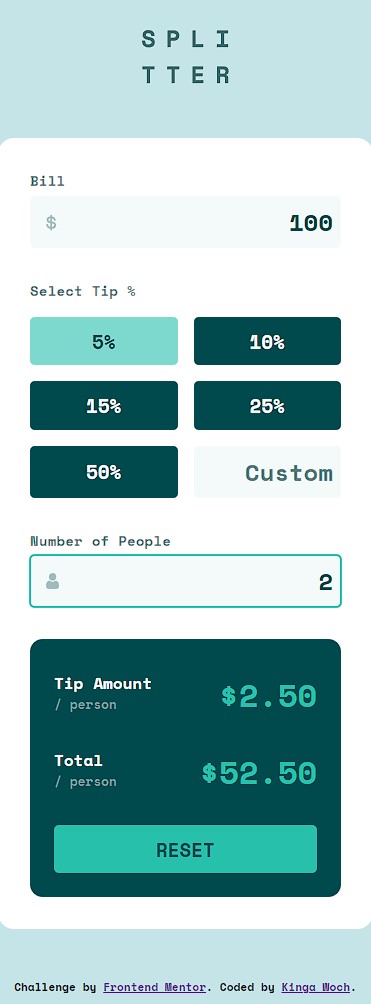 SPLI
TTER
Bill
$ 100
Select Tip %
5% 10%
15% 25%
50% Custom
Number of People
2
Tip Amount
/ person
$2.50
Total
/ person
$52.50
RESET
Challenge by Frontend Mentor. Coded by Kinga Woch.